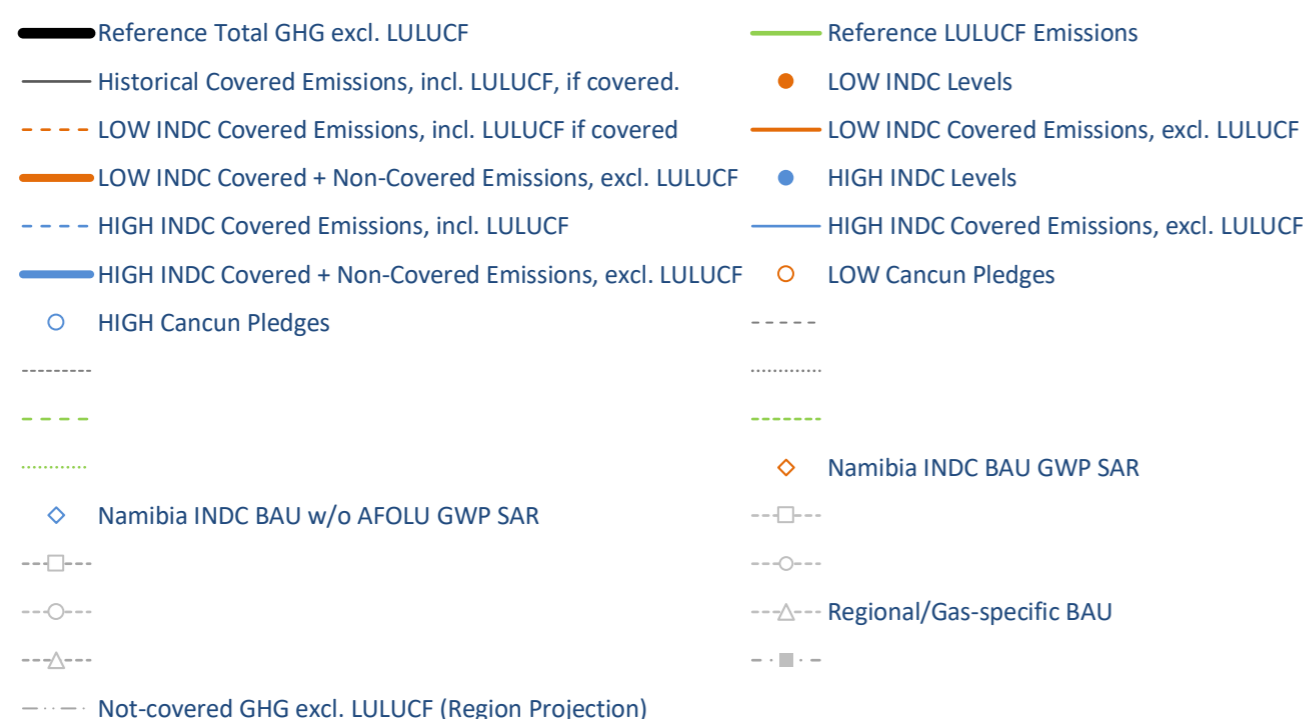 Reference Total GHG excl. LULUCF
Reference LULUCF Emissions
Historical Covered Emissions, incl. LULUCF, if covered.
LOW INDC Levels
LOW INDC Covered Emissions, incl. LULUCF if covered
LOW INDC Covered Emissions, excl. LULUCF
LOW INDC Covered + Non-Covered Emissions, excl. LULUCF
HIGH INDC Levels
HIGH INDC Covered Emissions, incl. LULUCF
HIGH INDC Covered Emissions, excl. LULUCF
HIGH INDC Covered + Non-Covered Emissions, excl. LULUCF
LOW Cancun Pledges
HIGH Cancun Pledges
Namibia INDC BAU GWP SAR
Namibia INDC BAU w/o AFOLU GWP SAR
Regional/Gas-specific BAU
Not-covered GHG excl. LULUCF (Region Projection)